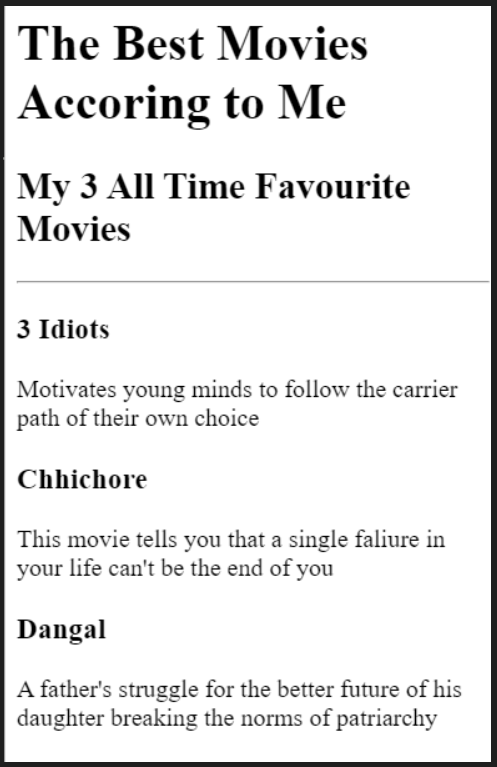 The Best Movies
Accoring to Me
My 3 All Time Favourite
Movies
3 Idiots
Motivates young minds to follow the carrier
path of their own choice
Chhichore
This movie tells you that a single faliure in
your life can't be the end of you
Dangal
A father's struggle for the better future of his
daughter breaking the norms of patriarchy